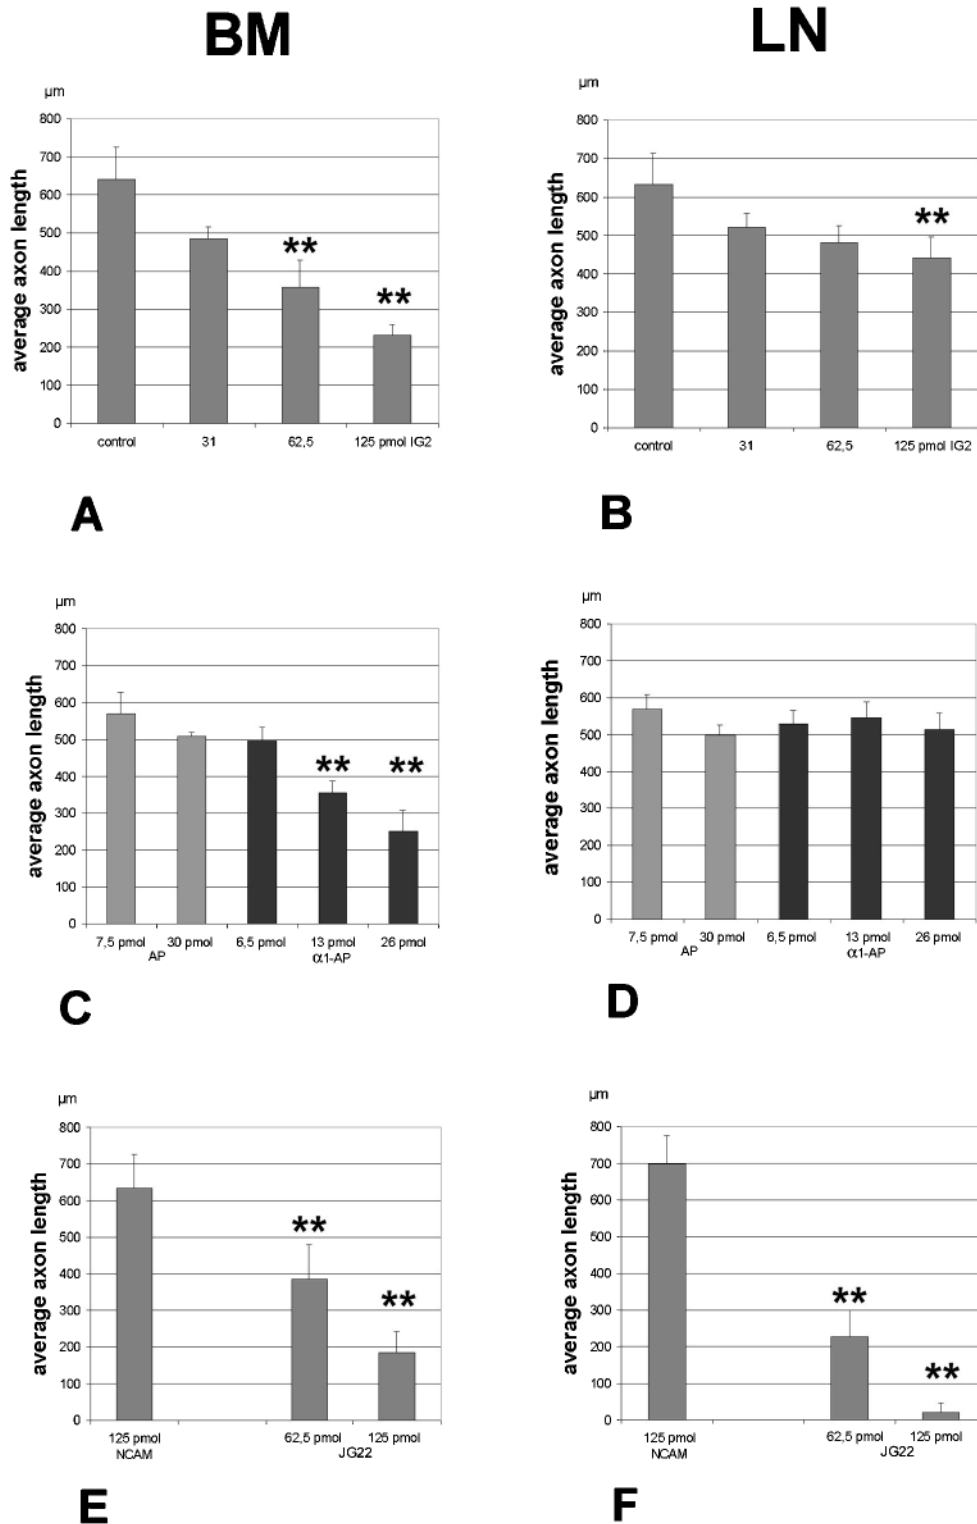 BM
LN
µm
average axon length
800
700
600
500
400
300
200
100
0
**
**
control
31
62,5
125 pmol IG2
A
µm
average axon length
800
700
600
500
400
300
200
100
0
**
control
31
62,5
125 pmol IG2
B
µm
average axon length
800
700
600
500
400
300
200
100
0
**
**
7,5 pmol
30 pmol
6,5 pmol
13 pmol
26 pmol
AP
α1-AP
C
µm
average axon length
800
700
600
500
400
300
200
100
0
7,5 pmol
30 pmol
6,5 pmol
13 pmol
26 pmol
AP
α1-AP
D
µm
average axon length
800
700
600
500
400
300
200
100
0
**
**
125 pmol
NCAM
62,5 pmol
125 pmol
JG22
E
µm
average axon length
800
700
600
500
400
300
200
100
0
**
**
125 pmol
NCAM
62,5 pmol
125 pmol
JG22
F